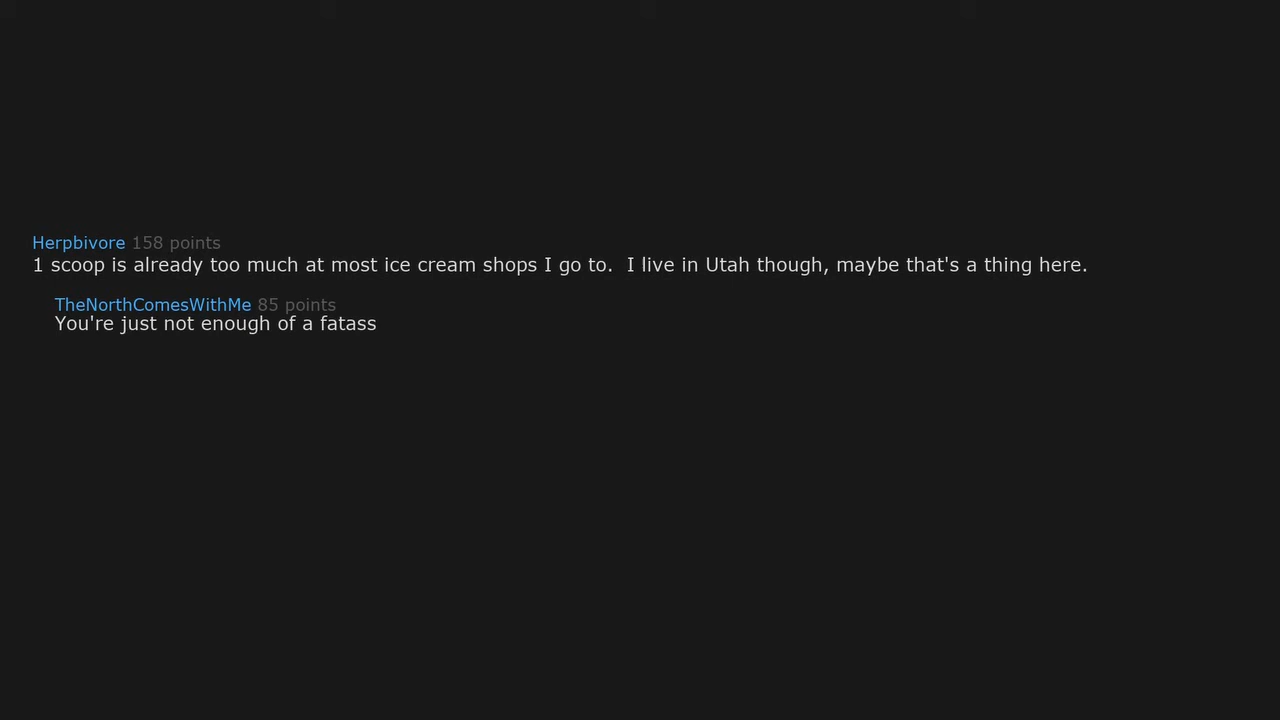 Herpbivore 158 points
1 scoop is already too much at most ice cream shops I go to.  I live in Utah though, maybe that's a thing here.
TheNorthComesWithMe 85 points
You're just not enough of a fatass